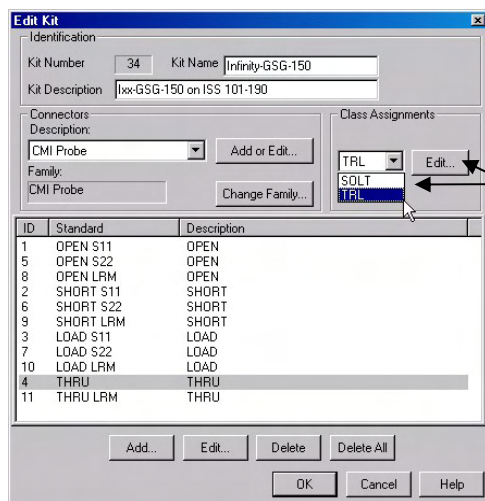 Edit Kit
Identification
Kit Number 34 Kit Name Infinity-GSG-150
Kit Description Ixx-GSG-150 on ISS 101-190
Connectors
Description:
CMI Probe Add or Edit...
Family:
CMI Probe Change Family...
Class Assignments
TRL Edit...
SOLT
TRL
ID Standard Description
1 OPEN S11 OPEN
5 OPEN S22 OPEN
8 OPEN LRM OPEN
2 SHORT S11 SHORT
6 SHORT S22 SHORT
9 SHORT LRM SHORT
3 LOAD S11 LOAD
7 LOAD S22 LOAD
10 LOAD LRM LOAD
4 THRU THRU
11 THRU LRM THRU
Add... Edit... Delete Delete All
OK Cancel Help